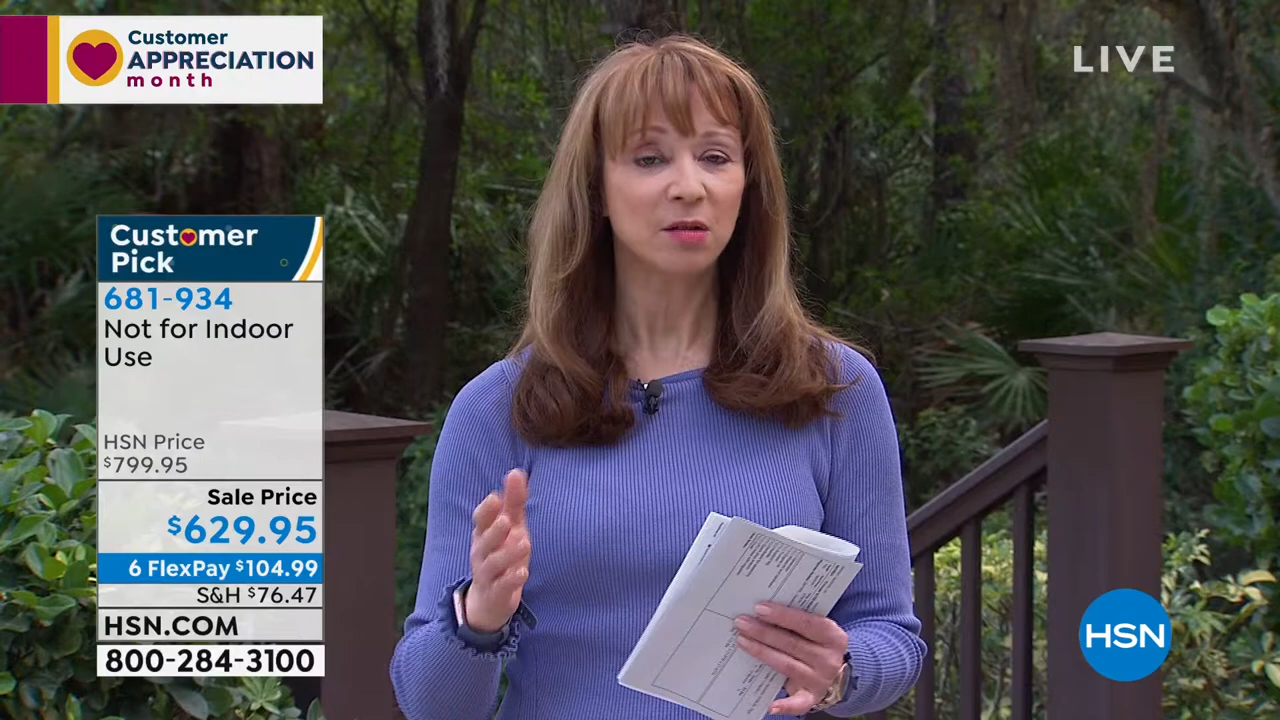 Customer
APPRECIATION
month
LIVE
Customer
Pick
681-934
Not for Indoor
Use
HSN Price
$799.95
Sale Price
$629.95
6 FlexPay $104.99
S&H $76.47
HSN.COM
800-284-3100
HSN